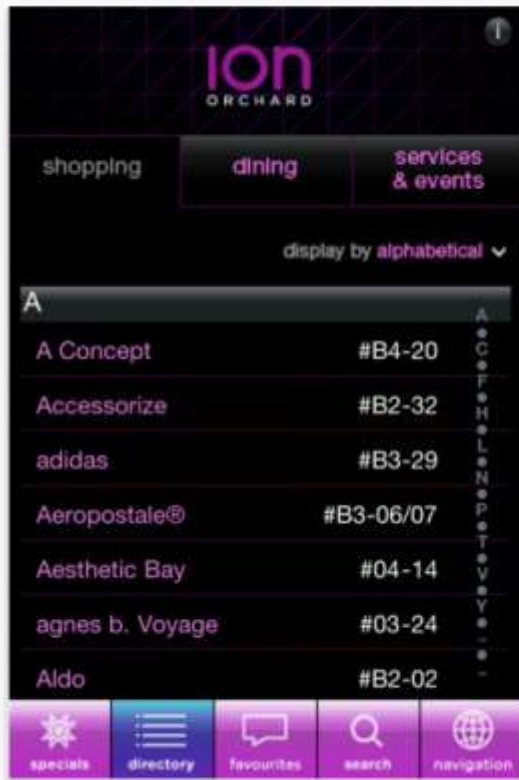 i
ion
ORCHARD
shopping
dining
services
& events
display by alphabetical
A
A Concept #B4-20
Accessorize #B2-32
adidas #B3-29
Aeropostale® #B3-06/07
Aesthetic Bay #04-14
agnes b. Voyage #03-24
Aldo #B2-02
A
C
F
H
L
N
P
T
V
Y
specials
directory
favourites
search
navigation